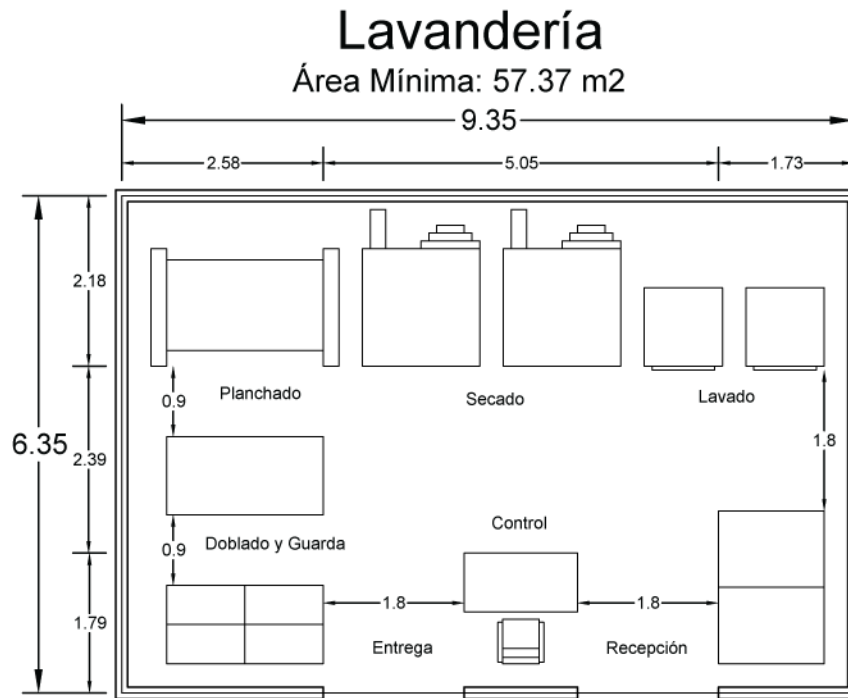 Lavandería
Área Mínima: 57.37 m2
9.35
2.58 5.05 1.73
2.18
Planchado
Secado
Lavado
0.9
6.35
2.39
1.8
Control
Doblado y Guarda
0.9
1.8
1.8
1.79
Entrega
Recepción